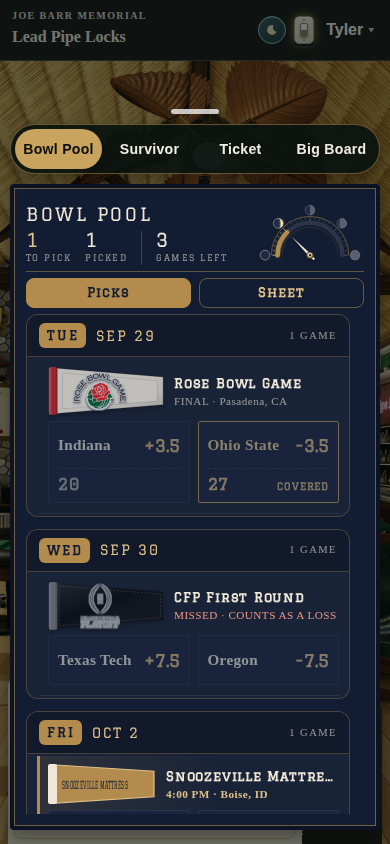 JOE BARR MEMORIAL
Lead Pipe Locks
Tyler
Bowl Pool
Survivor
Ticket
Big Board
BOWL POOL
1 1 3
TO PICK PICKED GAMES LEFT
PICKS SHEET
TUE SEP 29 1 GAME
ROSE BOWL GAME
ROSE BOWL GAME
FINAL · Pasadena, CA
Indiana +3.5 Ohio State -3.5
20 27 COVERED
WED SEP 30 1 GAME
CFP FIRST ROUND
MISSED · COUNTS AS A LOSS
Texas Tech +7.5 Oregon -7.5
FRI OCT 2 1 GAME
SNOOZEVILLE MATTRESS
SNOOZEVILLE MATTRE…
4:00 PM · Boise, ID